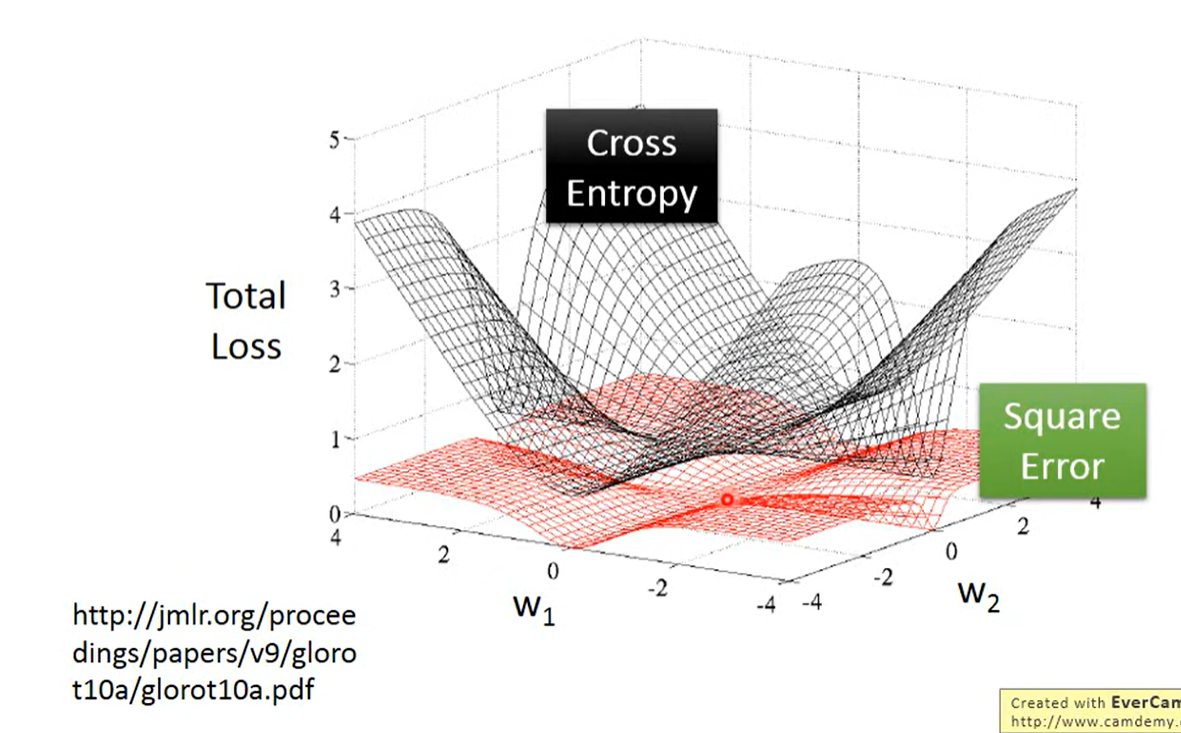 Cross
Entropy
5
4
3
2
1
0
Total
Loss
Square
Error
4
2
0
-2
-4
-4
-2
0
2
4
w1
w2
http://jmlr.org/procee
dings/papers/v9/gloro
t10a/glorot10a.pdf
Created with EverCam
http://www.camdemy.